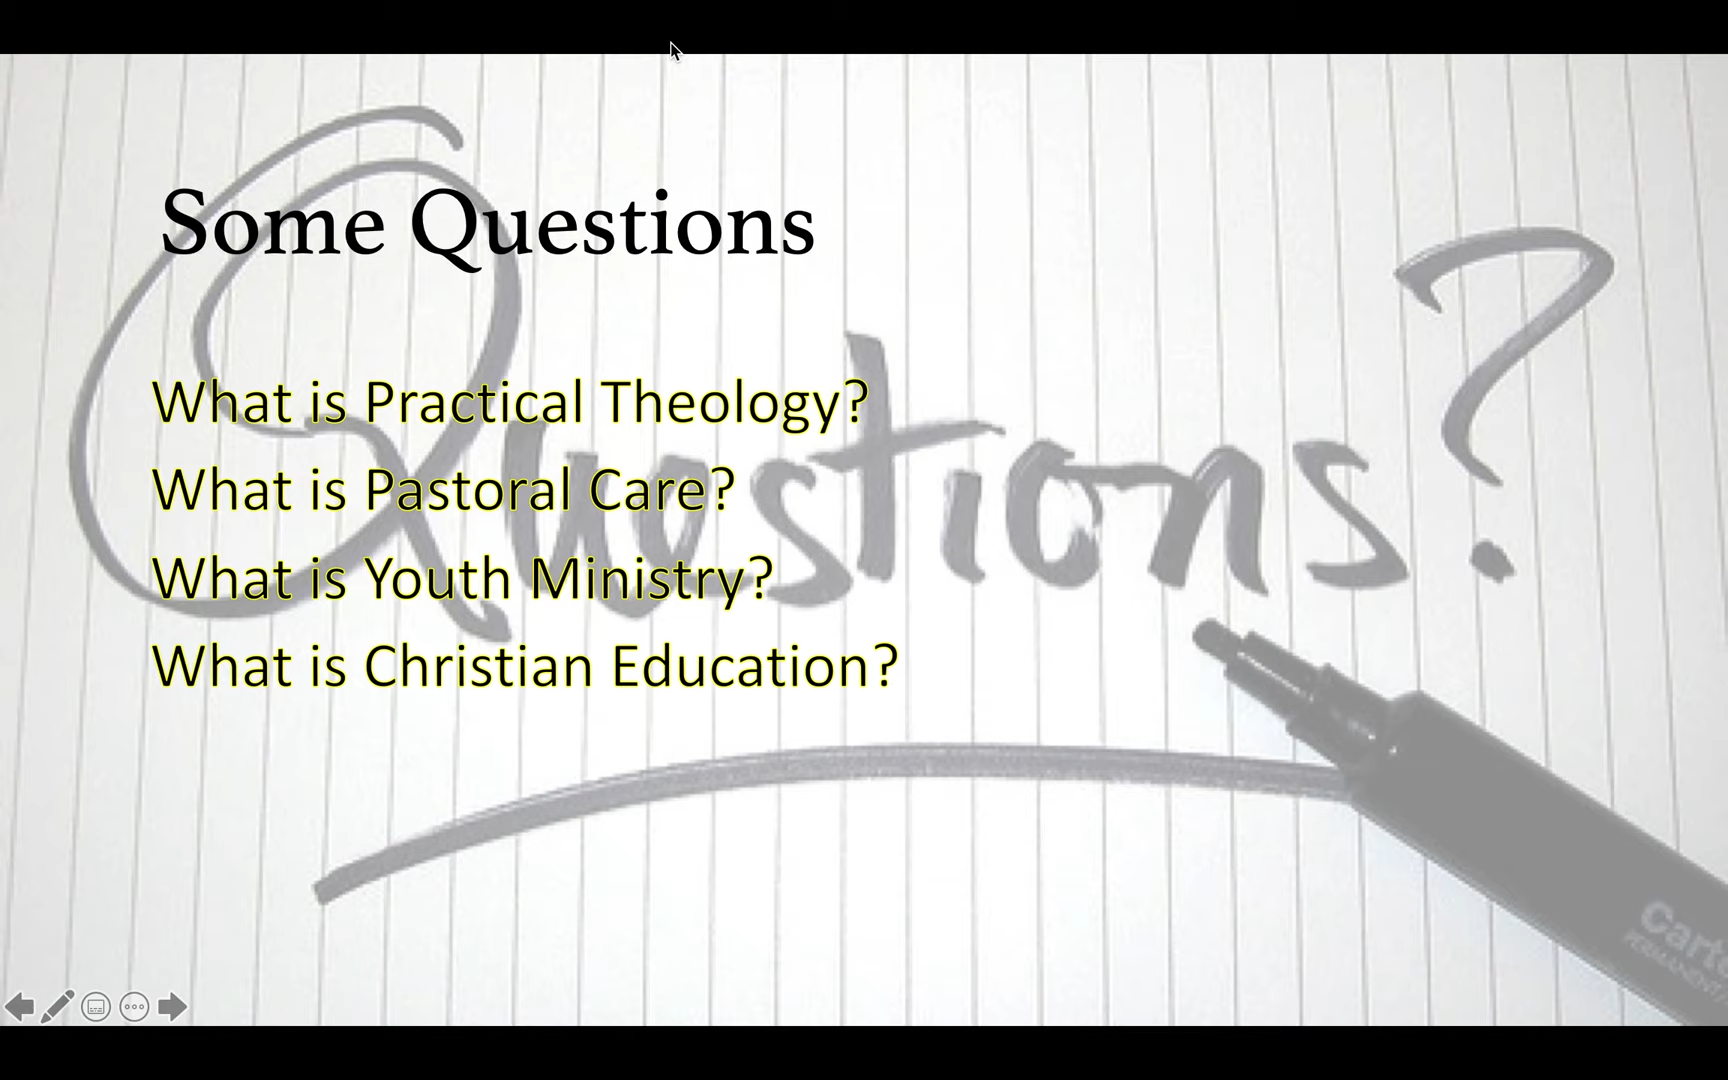 Some Questions
Questions?
What is Practical Theology?
What is Pastoral Care?
What is Youth Ministry?
What is Christian Education?